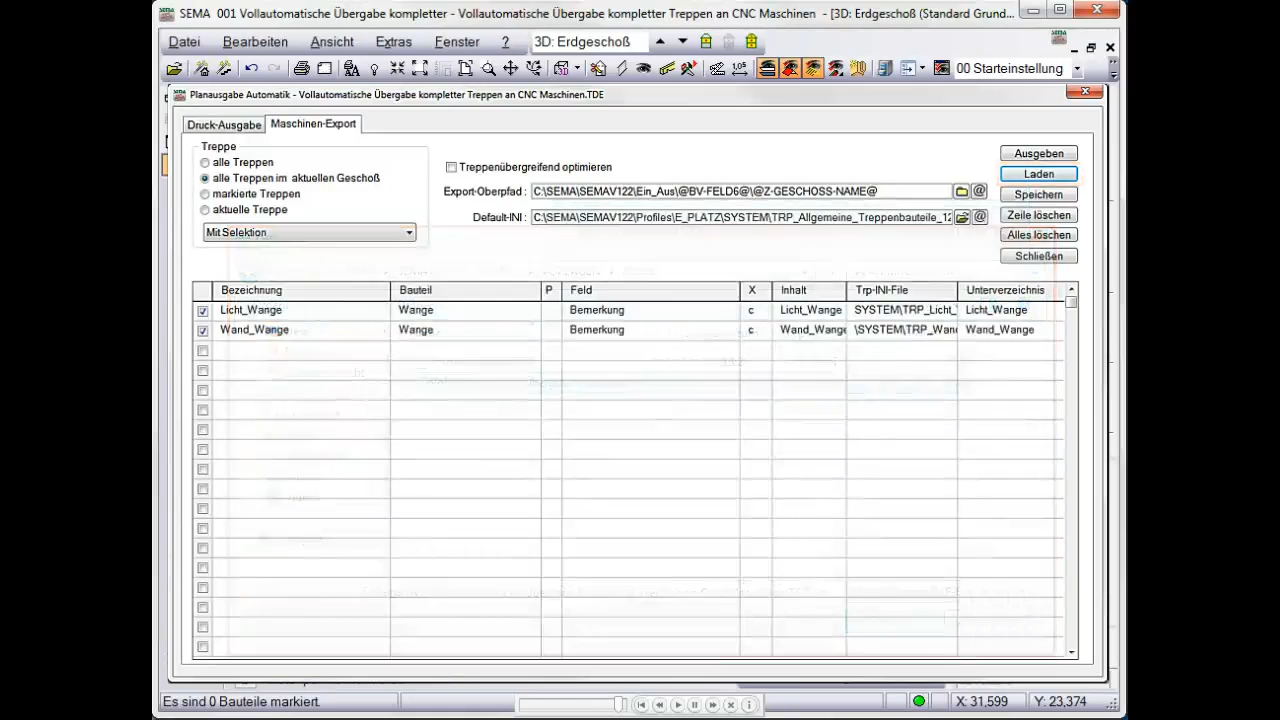 SEMA 001 Vollautomatische Übergabe kompletter - Vollautomatische Übergabe kompletter Treppen an CNC Maschinen - [3D: Erdgeschoß (Standard Grund...
Datei Bearbeiten Ansicht Extras Fenster ? 3D: Erdgeschoß
00 Starteinstellung
Planausgabe Automatik - Vollautomatische Übergabe kompletter Treppen an CNC Maschinen.TDE
Druck-Ausgabe Maschinen-Export
Treppe
alle Treppen
alle Treppen im aktuellen Geschoß
markierte Treppen
aktuelle Treppe
Mit Selektion
Treppenübergreifend optimieren
Export-Oberpfad : C:\SEMA\SEMAV122\Ein_Aus\@BV-FELD6@\@Z-GESCHOSS-NAME@ @
Default-INI : C:\SEMA\SEMAV122\Profiles\E_PLATZ\SYSTEM\TRP_Allgemeine_Treppenbauteile_12 @
Ausgeben
Laden
Speichern
Zeile löschen
Alles löschen
Schließen
Bezeichnung Bauteil P Feld X Inhalt Trp-INI-File Unterverzeichnis
Licht_Wange Wange Bemerkung c Licht_Wange SYSTEM\TRP_Licht_ Licht_Wange
Wand_Wange Wange Bemerkung c Wand_Wange \SYSTEM\TRP_Wan Wand_Wange
Es sind 0 Bauteile markiert. X: 31,599 Y: 23,374